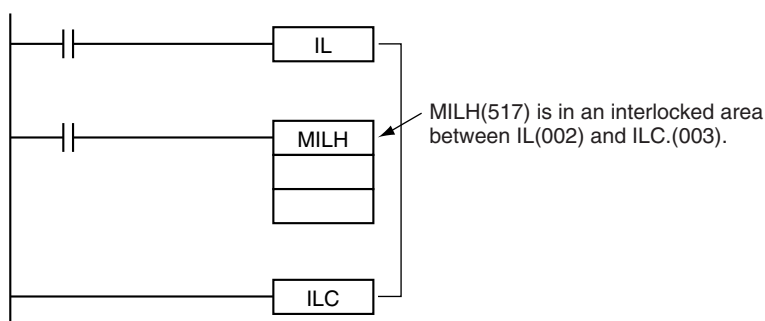 IL
MILH
MILH(517) is in an interlocked area
between IL(002) and ILC.(003).
ILC